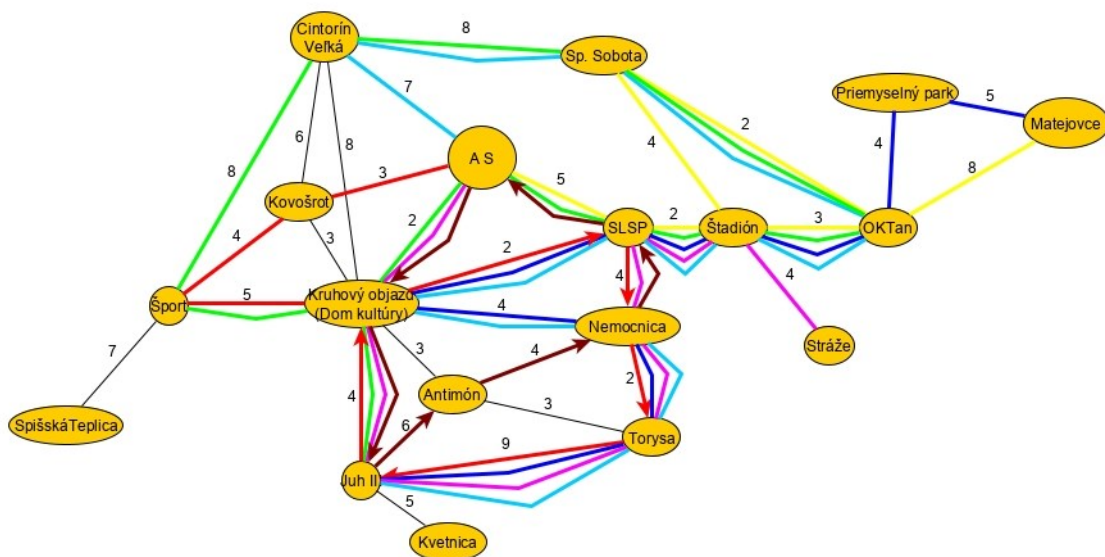 Cintorín
Veľká
8
Sp. Sobota
7
Priemyselný park
5
Matejovce
6
8
4
2
4
8
A S
3
8
Kovošrot
5
2
SLSP
2
Štadión
3
OKTan
4
3
2
4
4
Šport
5
Kruhový objazd
(Dom kultúry)
4
Nemocnica
Stráže
7
3
4
2
4
Antimón
3
SpišskáTeplica
6
9
Torysa
Juh II
5
Kvetnica